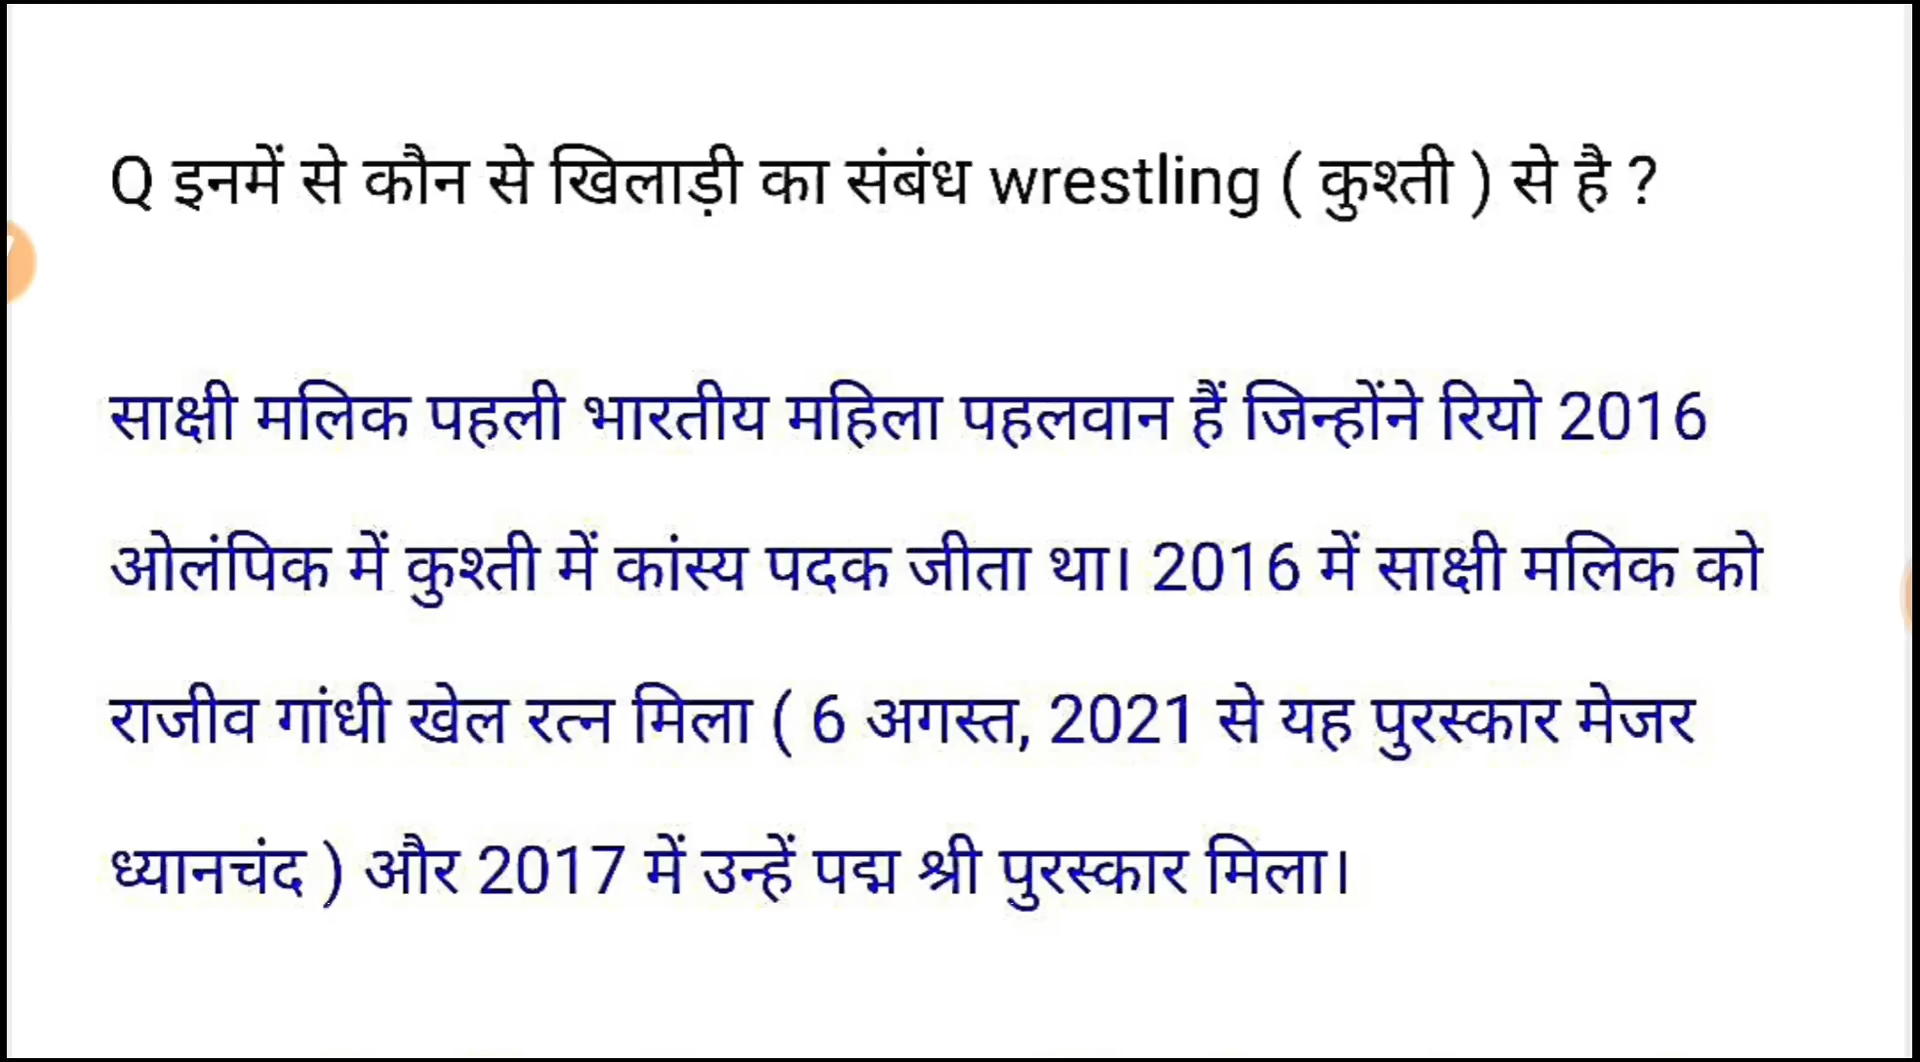 Q इनमें से कौन से खिलाड़ी का संबंध wrestling ( कुश्ती ) से है ?
साक्षी मलिक पहली भारतीय महिला पहलवान हैं जिन्होंने रियो 2016
ओलंपिक में कुश्ती में कांस्य पदक जीता था। 2016 में साक्षी मलिक को
राजीव गांधी खेल रत्न मिला ( 6 अगस्त, 2021 से यह पुरस्कार मेजर
ध्यानचंद ) और 2017 में उन्हें पद्म श्री पुरस्कार मिला।